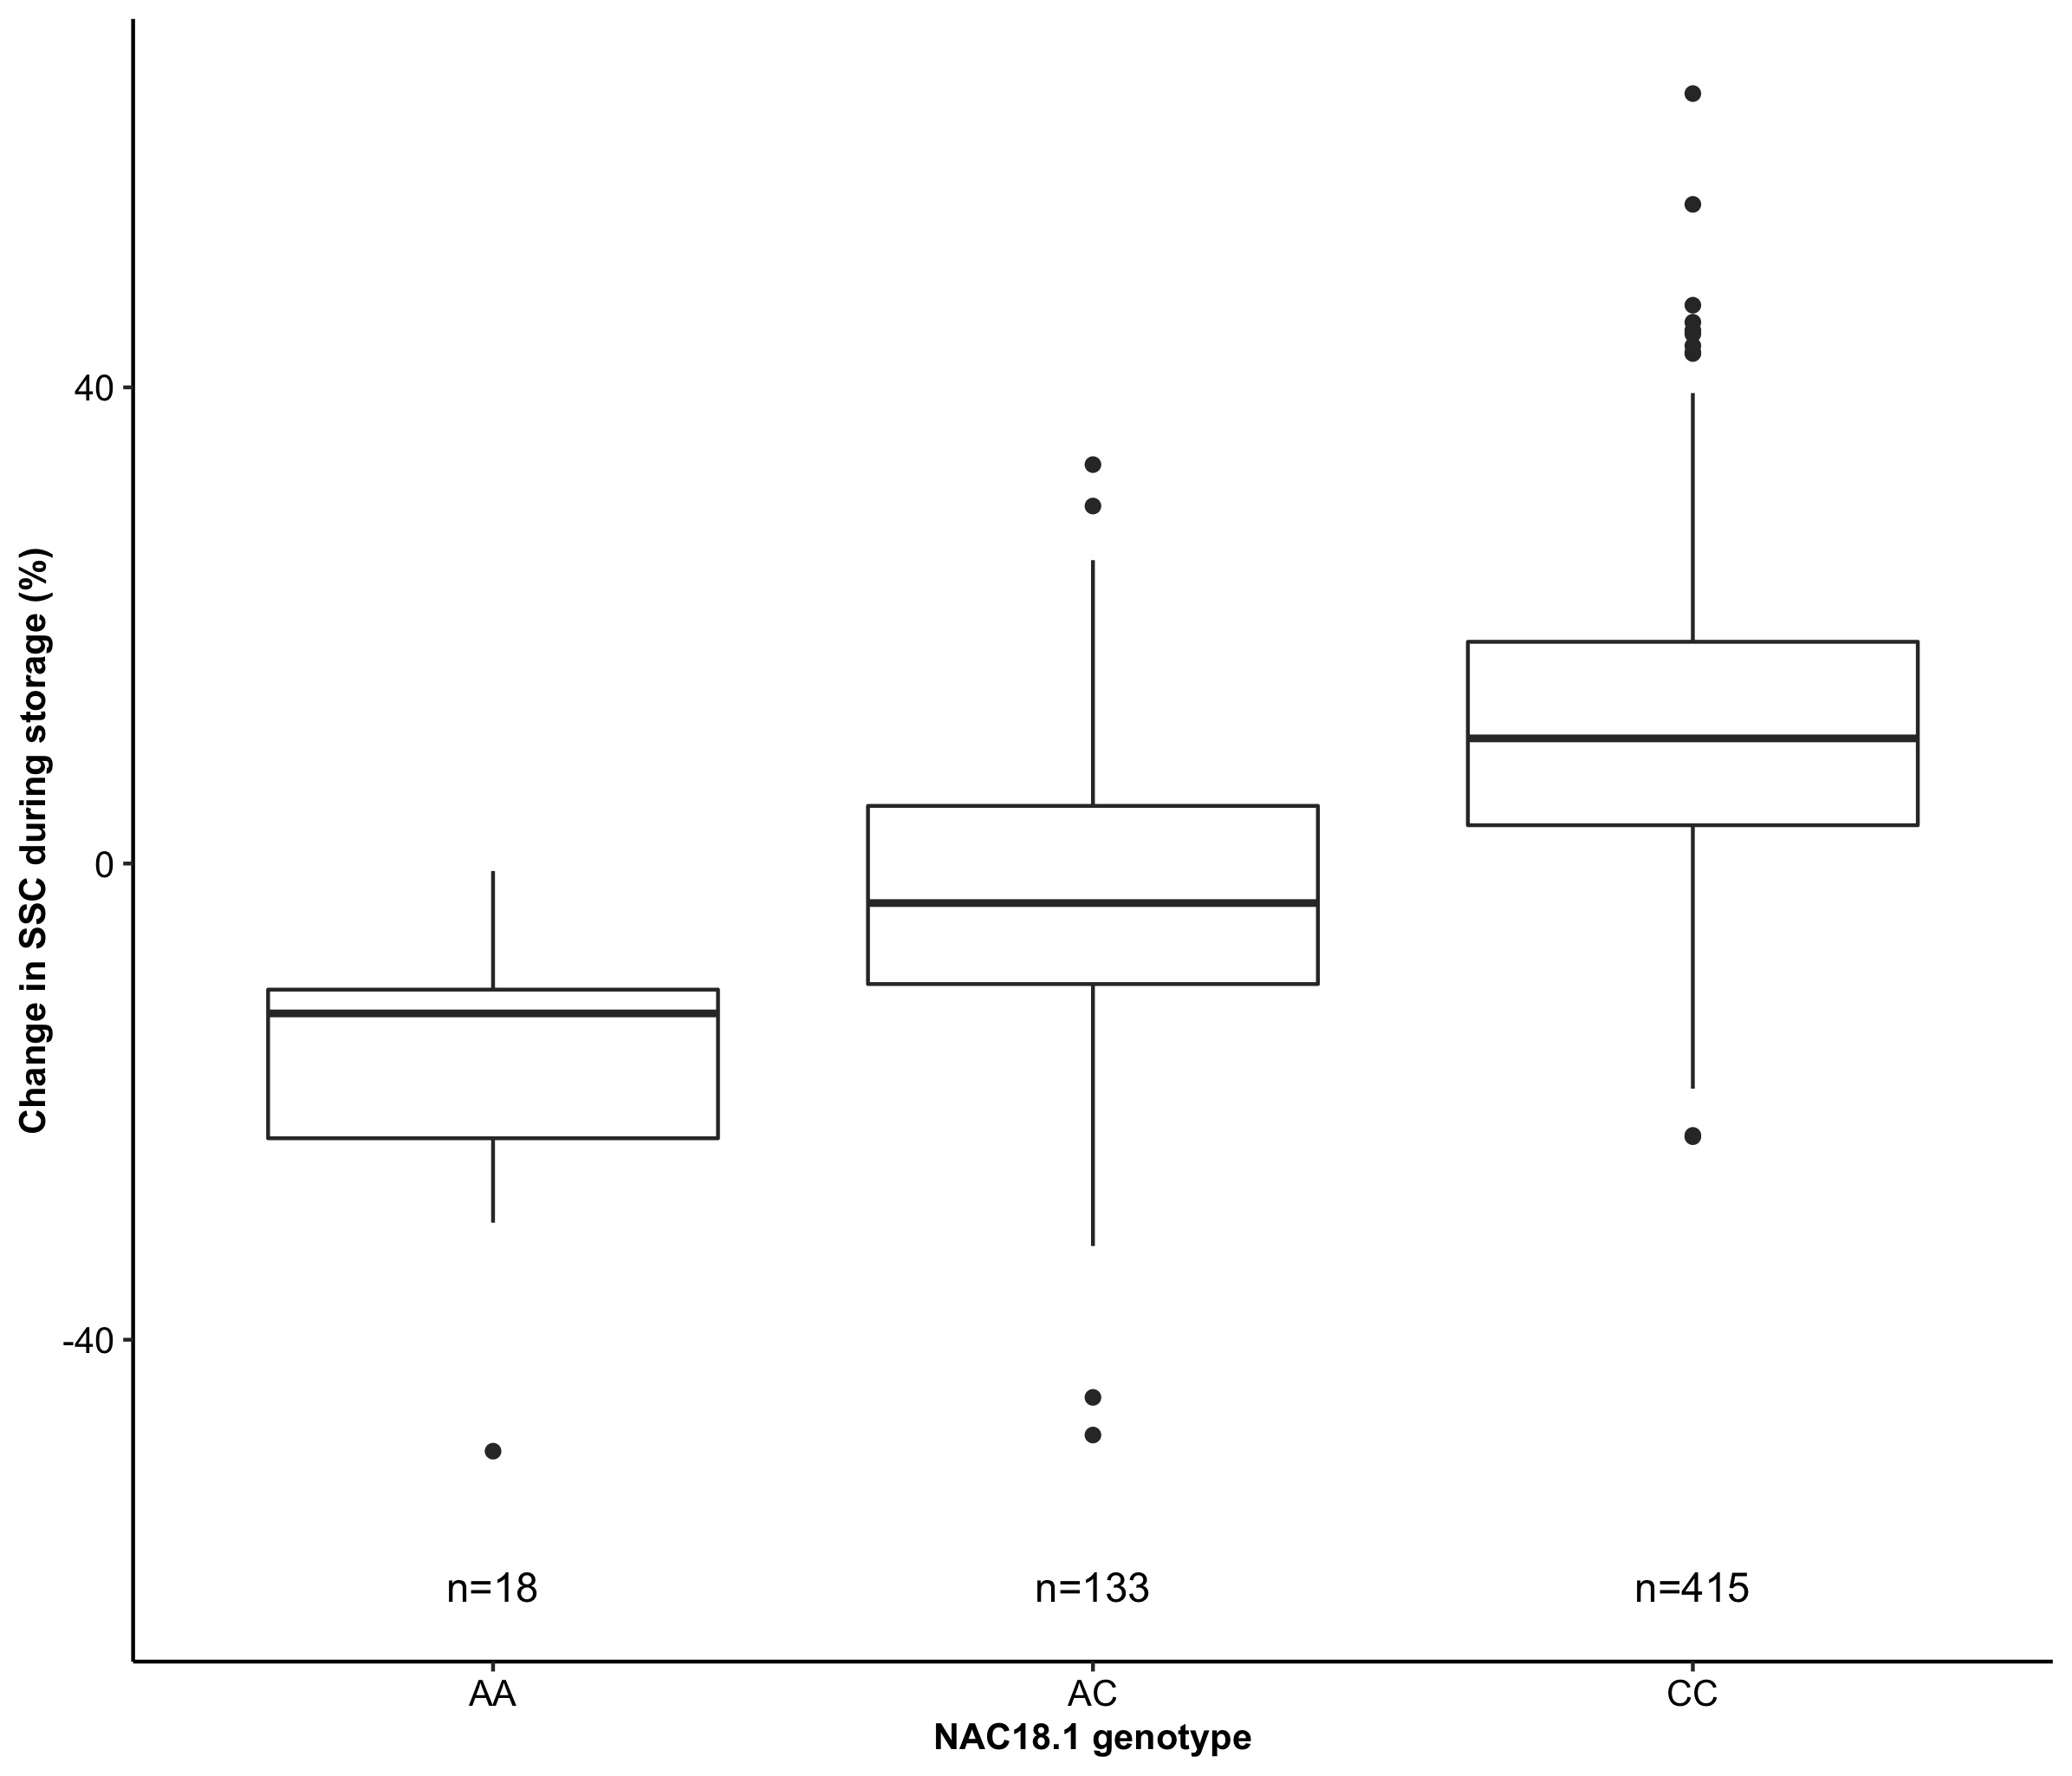 Change in SSC during storage (%)
40
0
-40
n=18
n=133
n=415
AA
AC
CC
NAC18.1 genotype